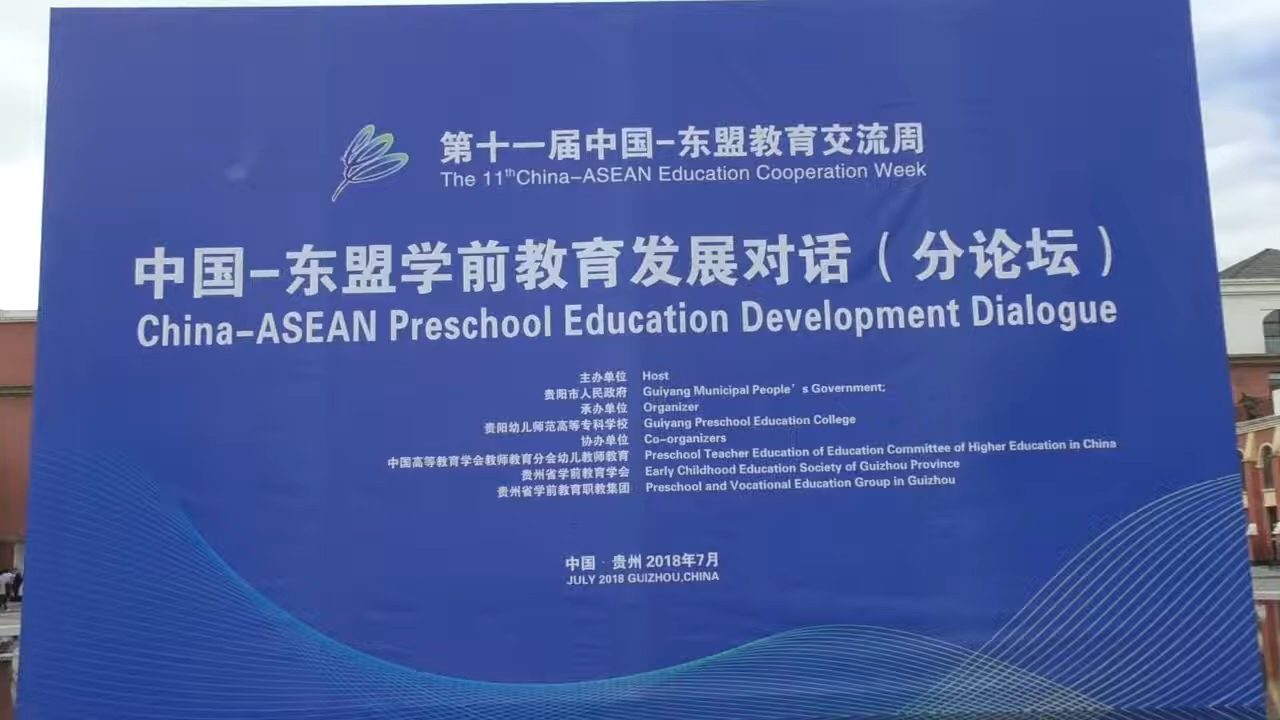 第十一届中国-东盟教育交流周
The 11thChina-ASEAN Education Cooperation Week
中国-东盟学前教育发展对话（分论坛）
China-ASEAN Preschool Education Development Dialogue
主办单位 Host
贵阳市人民政府 Guiyang Municipal People's Government;
承办单位 Organizer
贵阳幼儿师范高等专科学校 Guiyang Preschool Education College
协办单位 Co-organizers
中国高等教育学会教师教育分会幼儿教师教育 Preschool Teacher Education of Education Committee of Higher Education in China
贵州省学前教育学会 Early Childhood Education Society of Guizhou Province
贵州省学前教育职教集团 Preschool and Vocational Education Group in Guizhou
中国·贵州 2018年7月
JULY 2018 GUIZHOU,CHINA